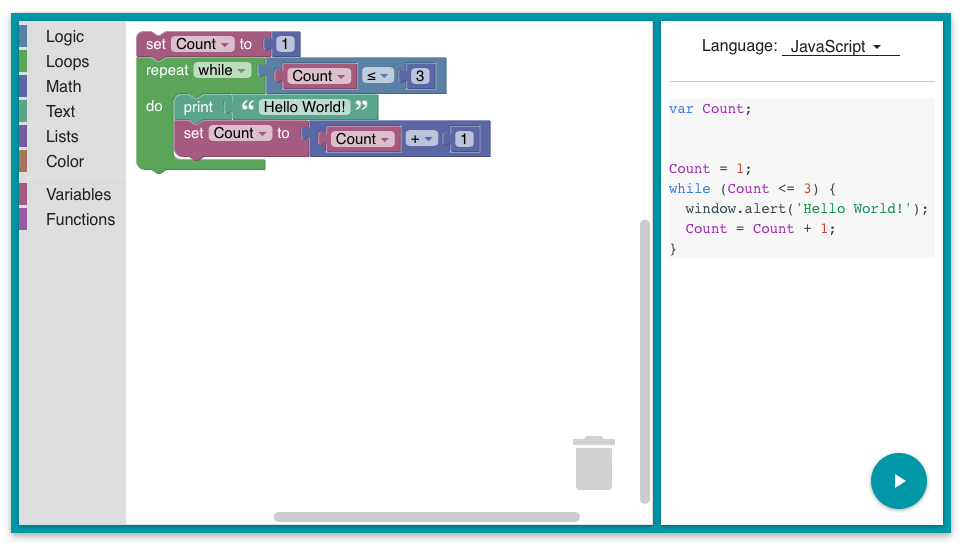 Logic
Loops
Math
Text
Lists
Color
Variables
Functions
set Count to 1
repeat while Count ≤ 3
do print “ Hello World! ”
set Count to Count + 1
Language: JavaScript
var Count;
Count = 1;
while (Count <= 3) {
  window.alert('Hello World!');
  Count = Count + 1;
}